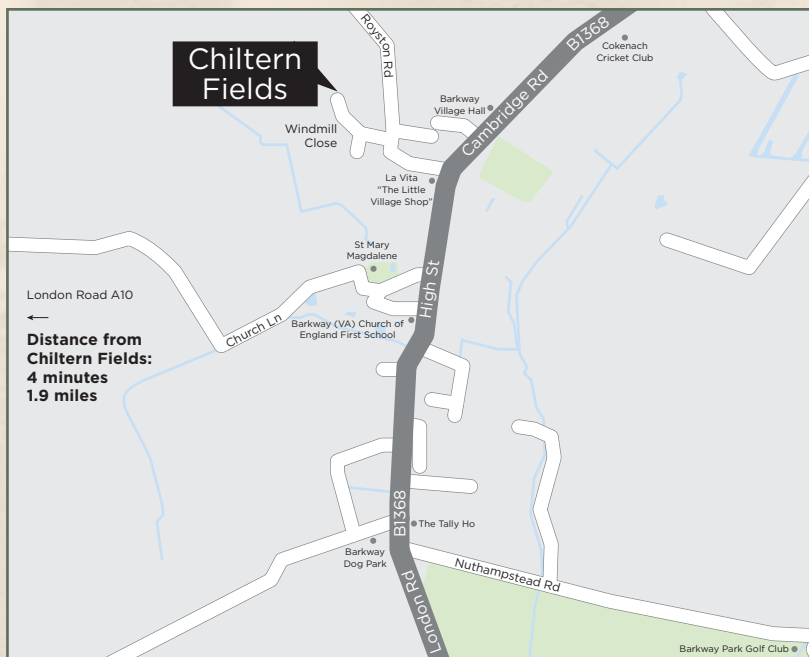 Royston Rd
B1368
Cokenach
Cricket Club
Chiltern
Fields
Barkway
Village Hall
Cambridge Rd
Windmill
Close
La Vita
"The Little
Village Shop"
St Mary
Magdalene
High St
London Road A10
Church Ln
Barkway (VA) Church of
England First School
Distance from
Chiltern Fields:
4 minutes
1.9 miles
B1368
The Tally Ho
Barkway
Dog Park
Nuthampstead Rd
London Rd
Barkway Park Golf Club